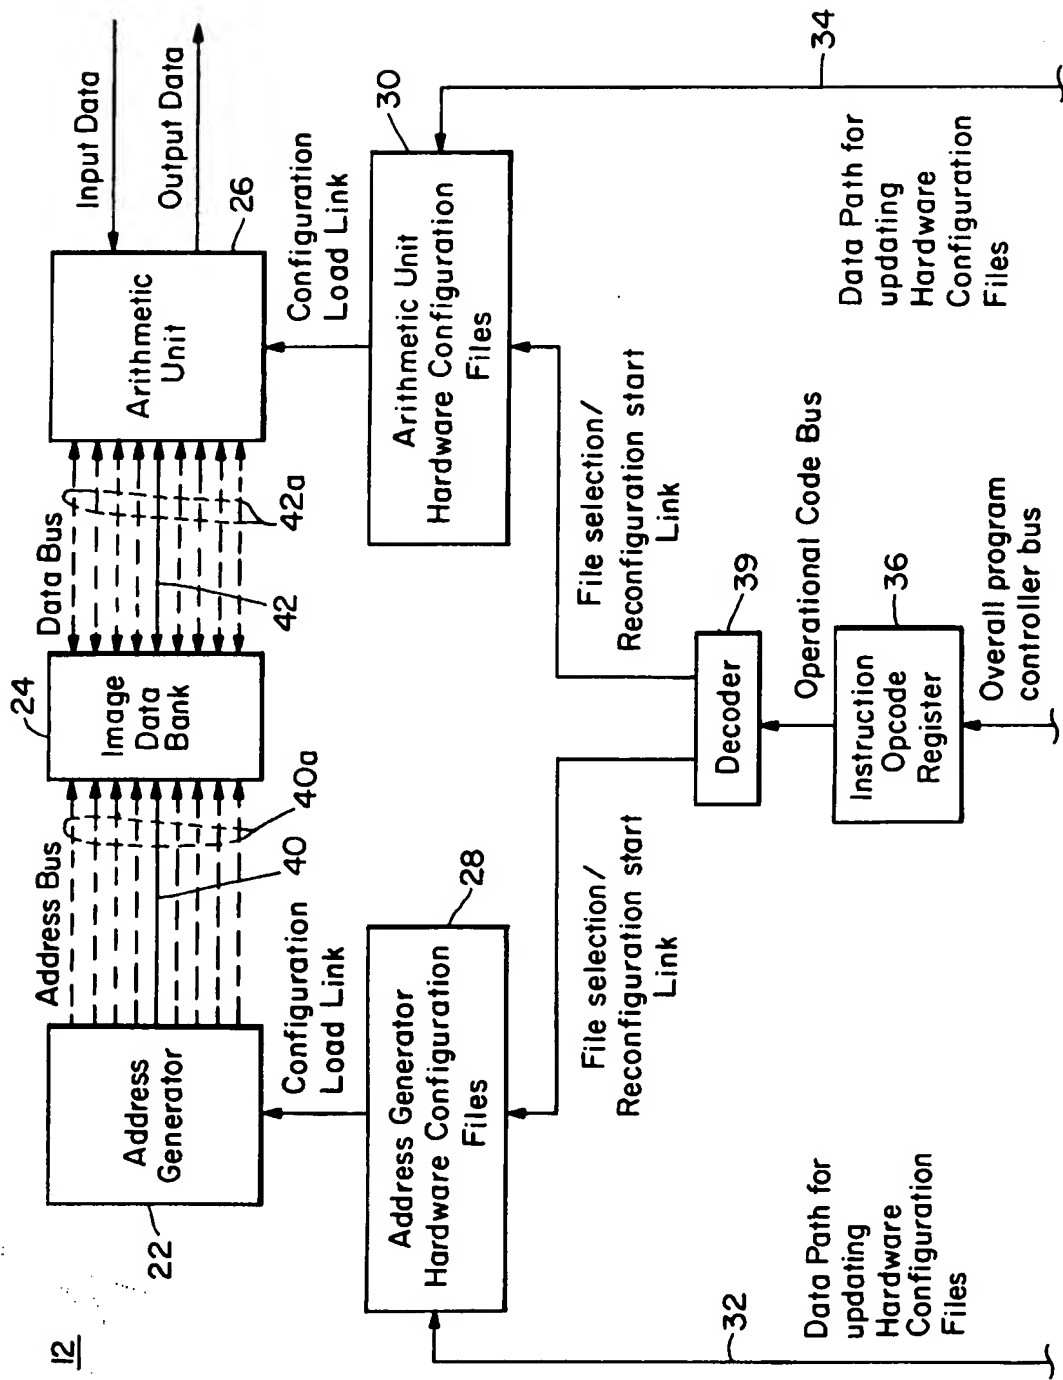 12
22
Address
Generator
Address Bus
40
40a
24
Image
Data
Bank
Data Bus
42
42a
Arithmetic
Unit
26
Input Data
Output Data
Configuration
Load Link
Configuration
Load Link
28
Address Generator
Hardware Configuration
Files
30
Arithmetic Unit
Hardware Configuration
Files
File selection/
Reconfiguration start
Link
File selection/
Reconfiguration start
Link
32
Data Path for
updating
Hardware
Configuration
Files
Decoder
39
Operational Code Bus
Instruction
Opcode
Register
36
Overall program
controller bus
34
Data Path for
updating
Hardware
Configuration
Files